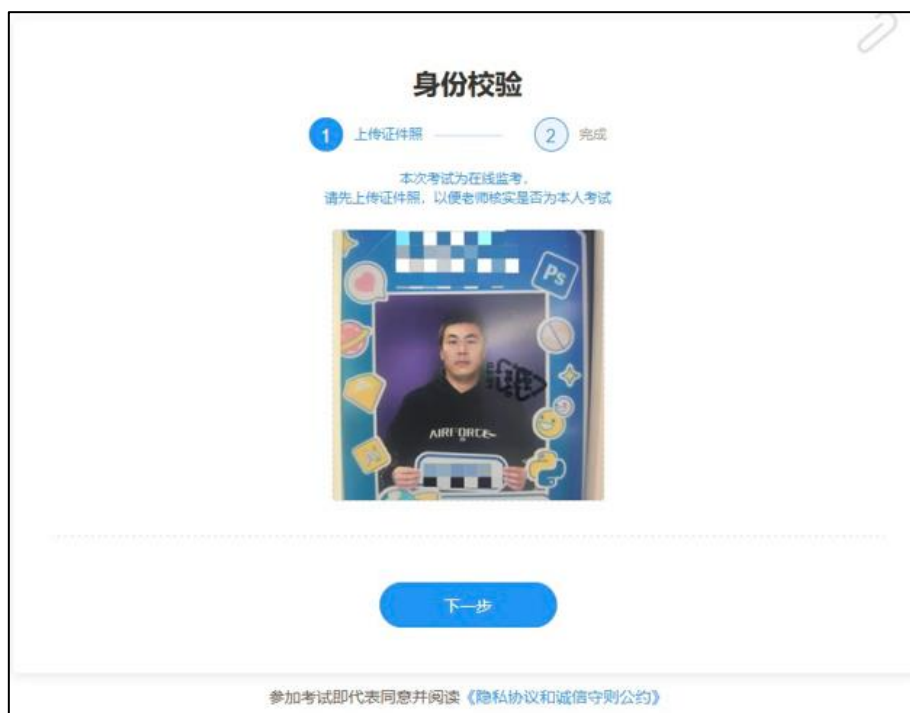 身份校验
1 上传证件照 2 完成
本次考试为在线监考，
请先上传证件照，以便老师核实是否为本人考试
Ps
AIRFORCE
下一步
参加考试即代表同意并阅读《隐私协议和诚信守则公约》